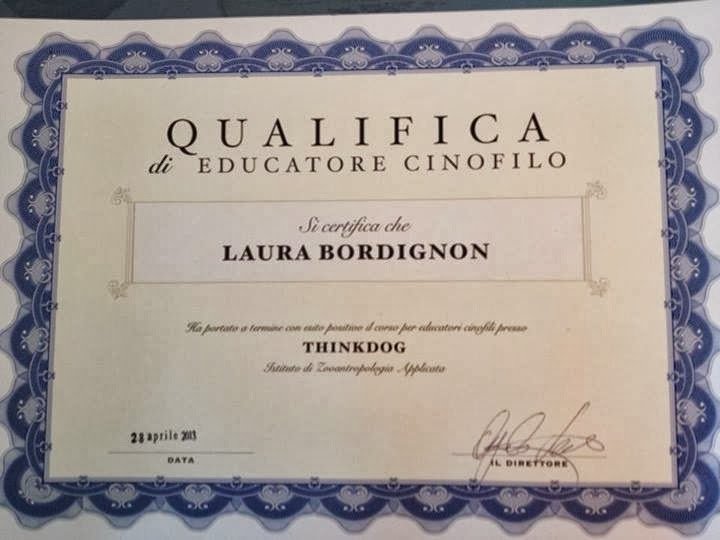 QUALIFICA
di EDUCATORE CINOFILO
Si certifica che
LAURA BORDIGNON
Ha portato a termine con esito positivo il corso per educatori cinofili presso
THINKDOG
Istituto di Zooantropologia Applicata
28 aprile 2013
DATA
IL DIRETTORE